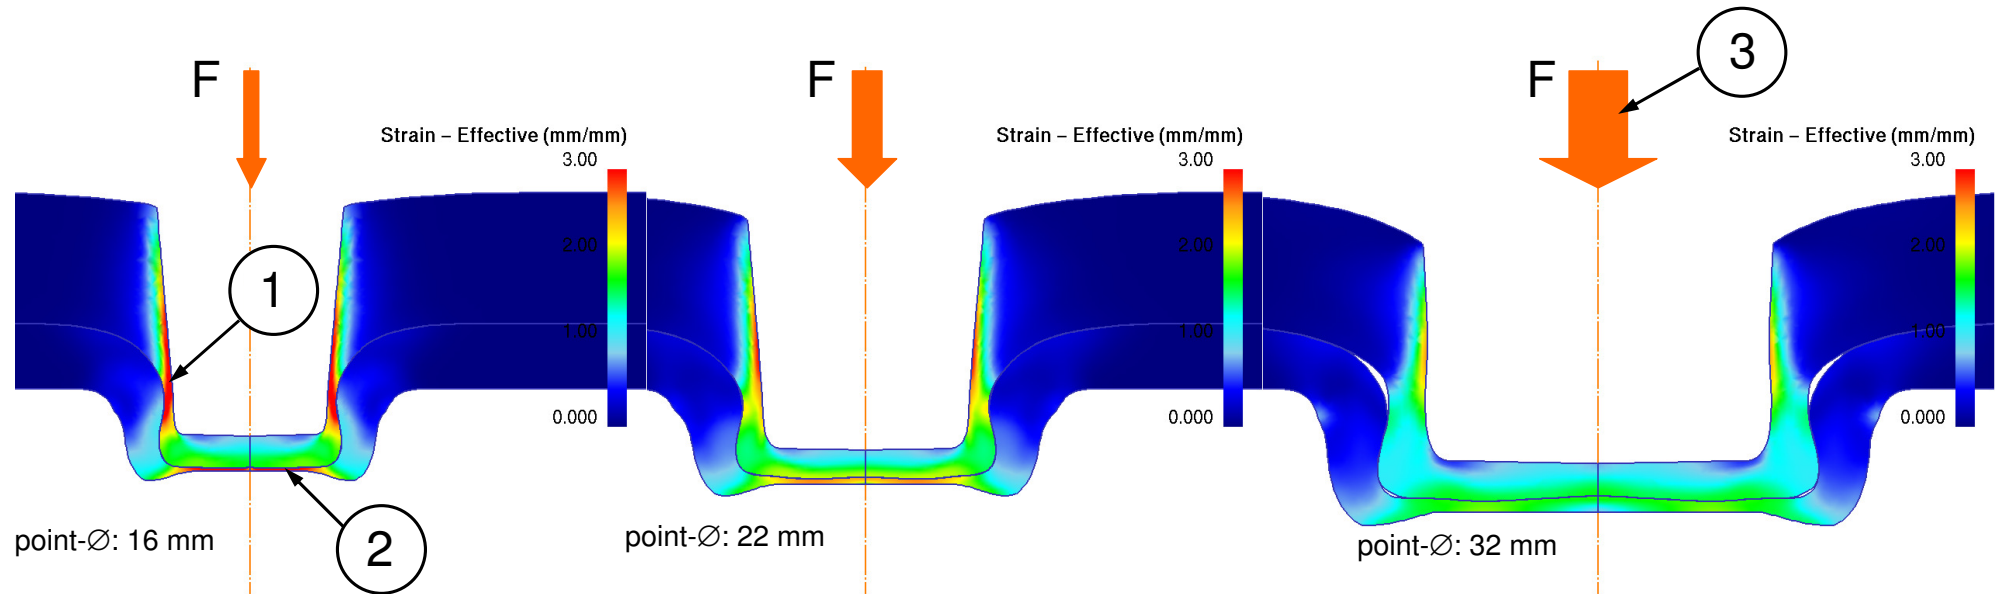 F
Strain – Effective (mm/mm)
3.00
2.00
1.00
0.000
1
2
point-∅: 16 mm
F
Strain – Effective (mm/mm)
3.00
2.00
1.00
0.000
point-∅: 22 mm
F
3
Strain – Effective (mm/mm)
3.00
2.00
1.00
0.000
point-∅: 32 mm